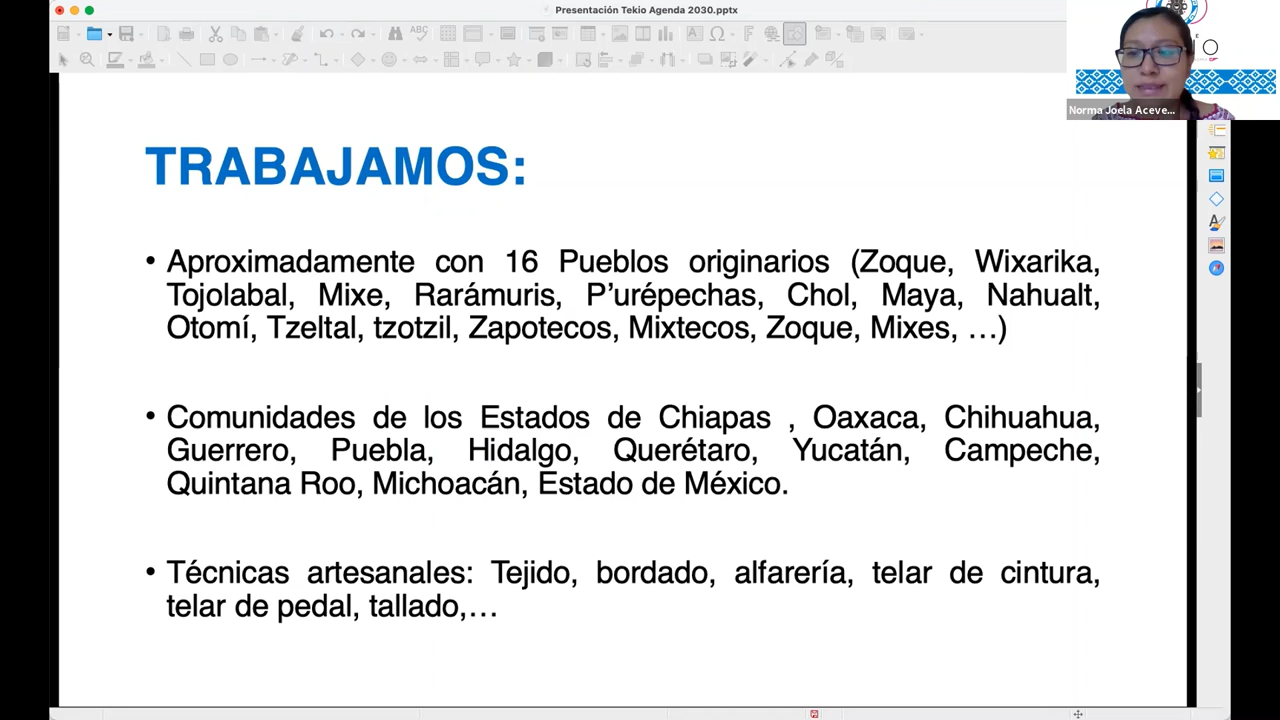 Presentación Tekio Agenda 2030.pptx
Norma Joela Aceve...
TRABAJAMOS:
• Aproximadamente con 16 Pueblos originarios (Zoque, Wixarika,
Tojolabal, Mixe, Rarámuris, P’urépechas, Chol, Maya, Nahualt,
Otomí, Tzeltal, tzotzil, Zapotecos, Mixtecos, Zoque, Mixes, …)
• Comunidades de los Estados de Chiapas , Oaxaca, Chihuahua,
Guerrero, Puebla, Hidalgo, Querétaro, Yucatán, Campeche,
Quintana Roo, Michoacán, Estado de México.
• Técnicas artesanales: Tejido, bordado, alfarería, telar de cintura,
telar de pedal, tallado,…